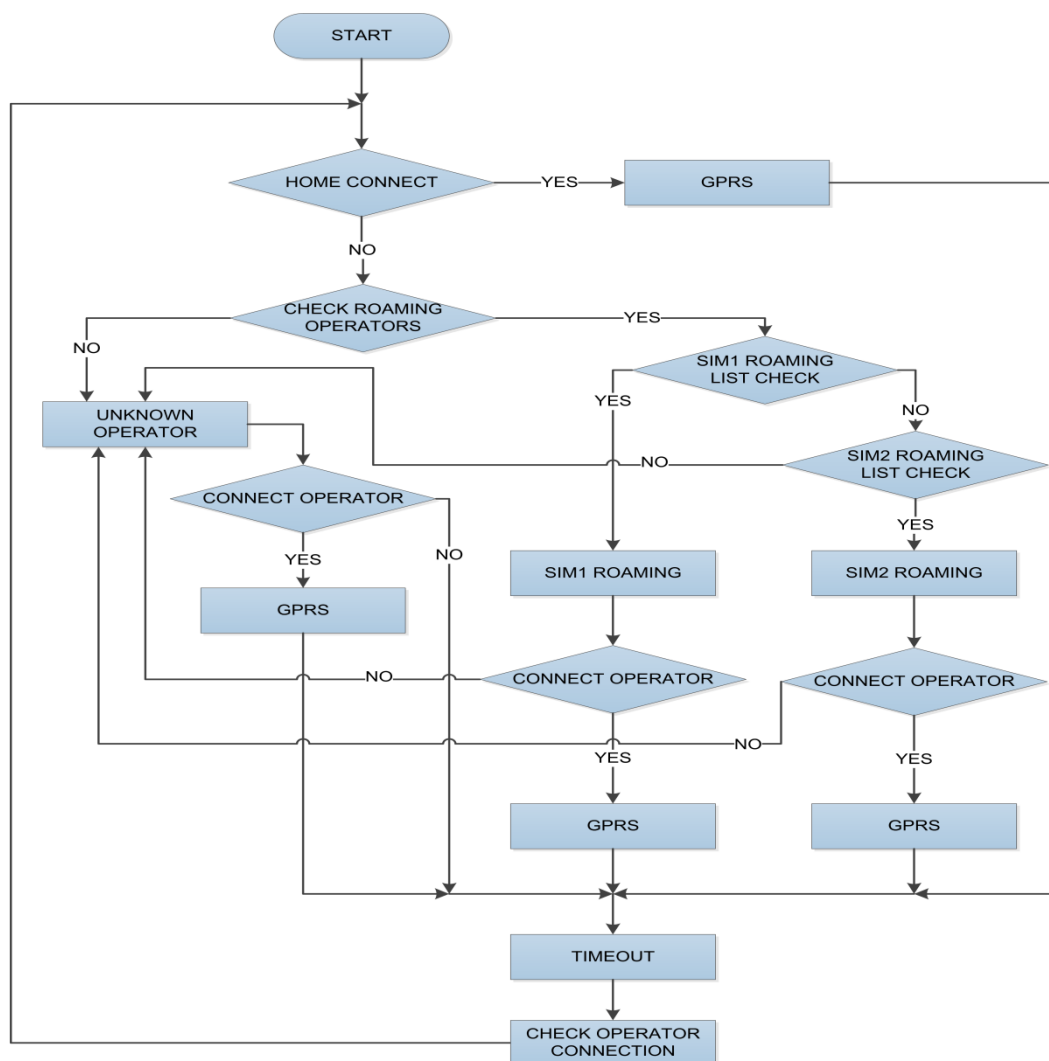 START
HOME CONNECT
YES
GPRS
NO
CHECK ROAMING
OPERATORS
YES
NO
SIM1 ROAMING
LIST CHECK
YES
NO
UNKNOWN
OPERATOR
SIM2 ROAMING
LIST CHECK
NO
CONNECT OPERATOR
YES
NO
YES
SIM1 ROAMING
SIM2 ROAMING
GPRS
CONNECT OPERATOR
NO
CONNECT OPERATOR
NO
YES
YES
GPRS
GPRS
TIMEOUT
CHECK OPERATOR
CONNECTION